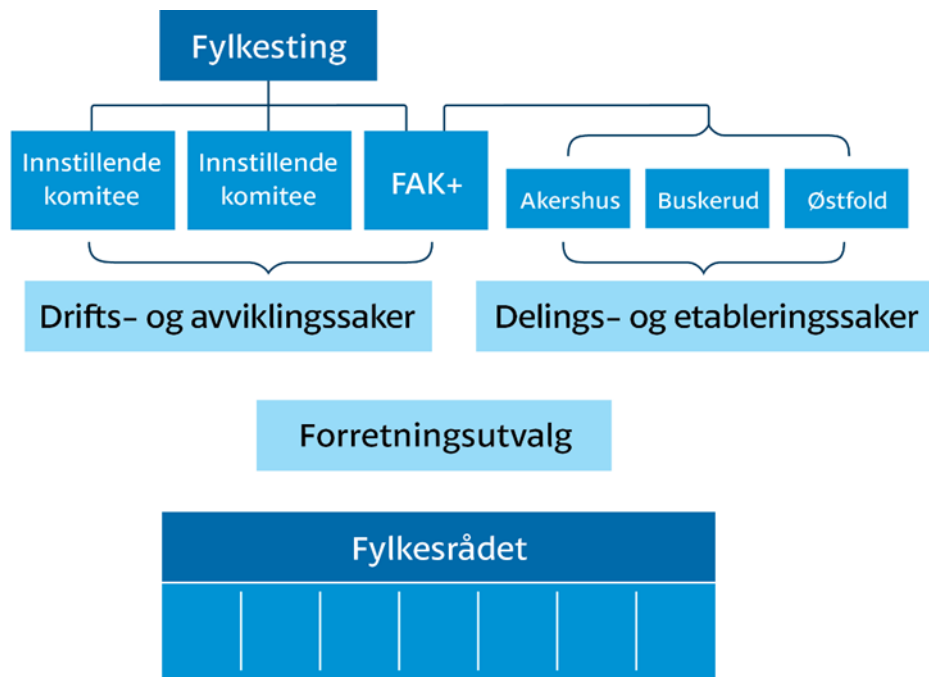 Fylkesting
Innstillende
komitee
Innstillende
komitee
FAK+
Akershus
Buskerud
Østfold
Drifts- og avviklingssaker
Delings- og etableringssaker
Forretningsutvalg
Fylkesrådet